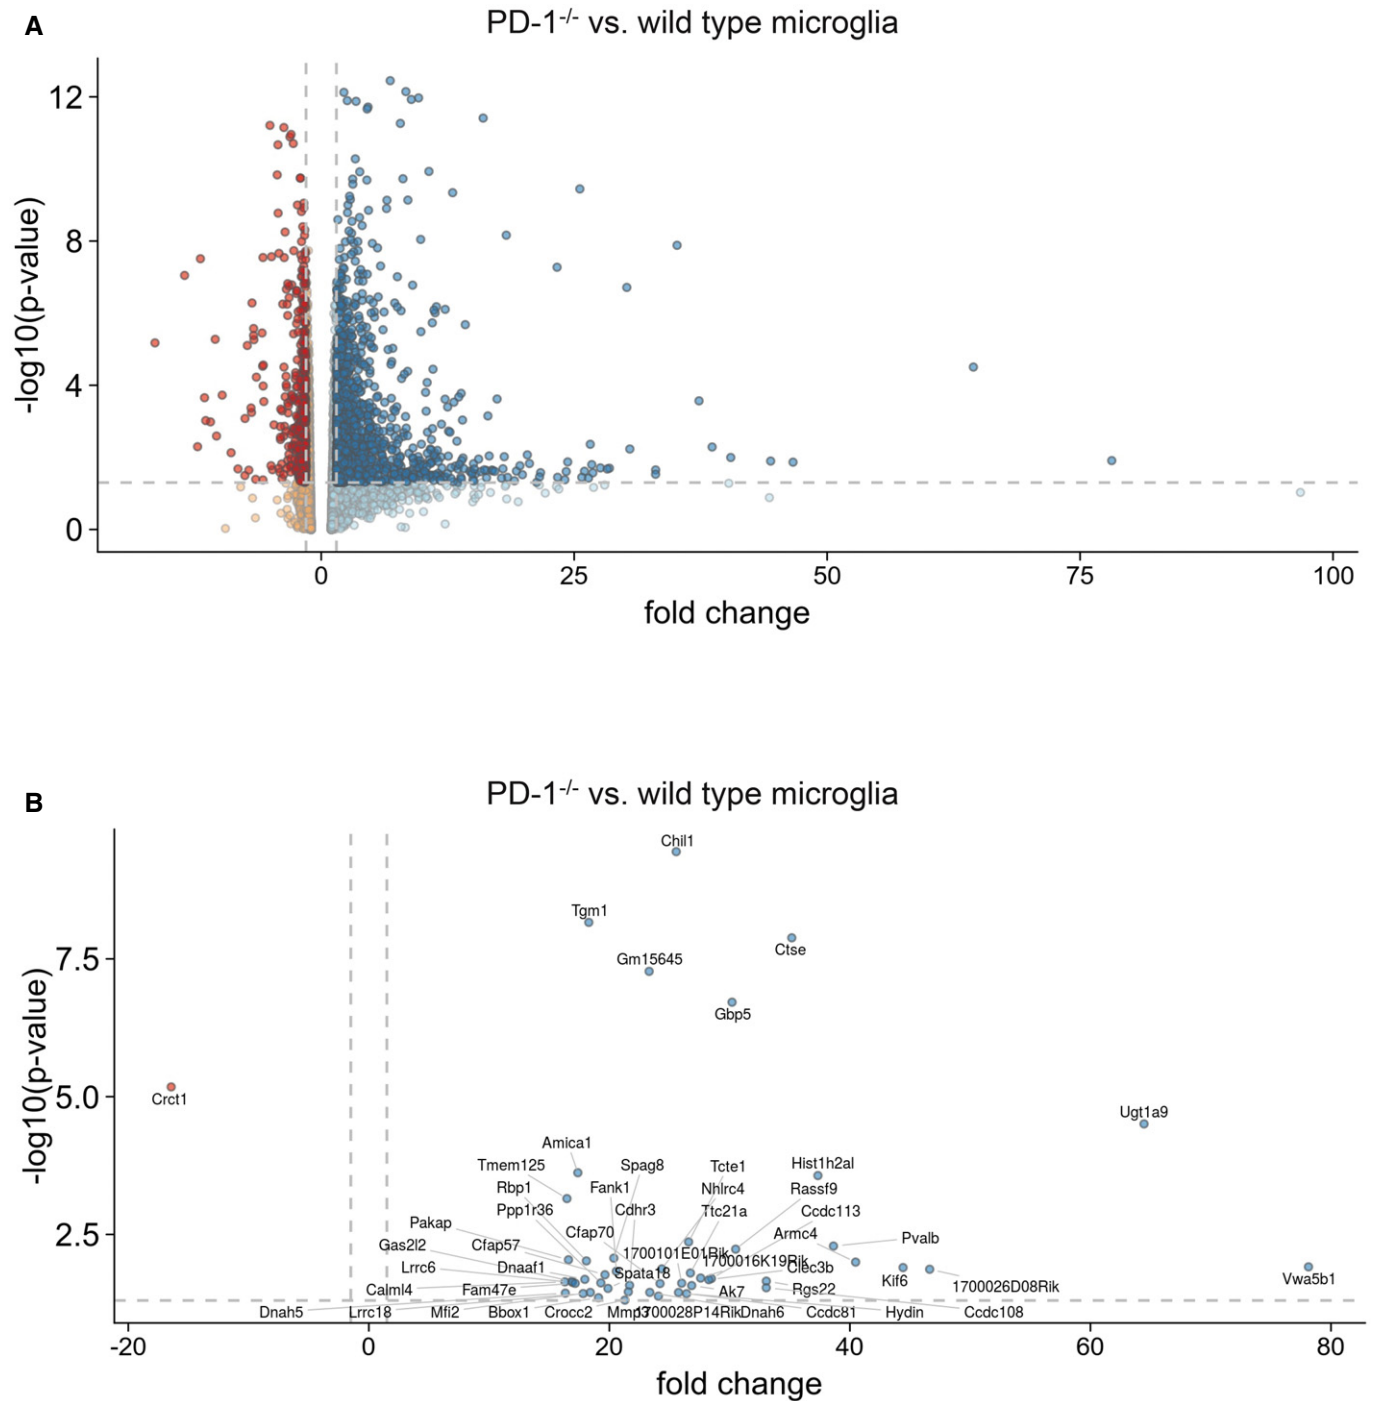 A
PD-1-/- vs. wild type microglia
12
8
4
0
-log10(p-value)
0 25 50 75 100
fold change
B
PD-1-/- vs. wild type microglia
7.5
5.0
2.5
-log10(p-value)
Chil1
Tgm1
Ctse
Gm15645
Gbp5
Crct1
Ugt1a9
Amica1
Tmem125 Spag8 Tcte1 Hist1h2al
Rbp1 Fank1 Nhlrc4 Rassf9
Ppp1r36 Cdhr3 Ttc21a Ccdc113
Pakap Cfap70 Armc4 Pvalb
Gas2l2 Cfap57 1700101E01Rik
Lrrc6 Dnaaf1 Spata18 1700016K19Rik Clec3b
Kif6 Vwa5b1
Calml4 Fam47e Ak7 Rgs22 1700026D08Rik
Dnah5 Lrrc18 Mfi2 Bbox1 Crocc2 Mmp3 1700028P14Rik Dnah6 Ccdc81 Hydin Ccdc108
-20 0 20 40 60 80
fold change